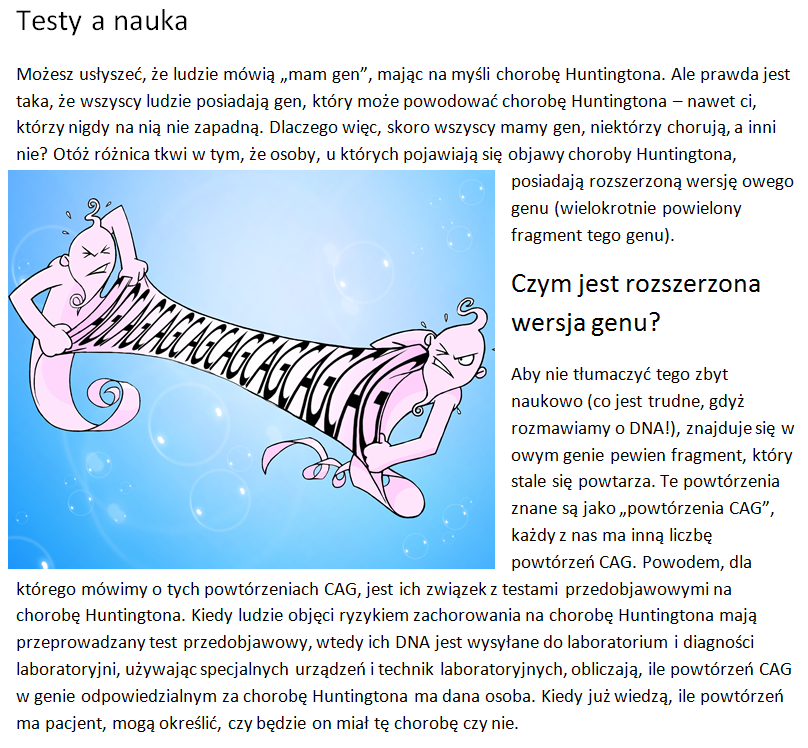 Testy a nauka
Możesz usłyszeć, że ludzie mówią „mam gen”, mając na myśli chorobę Huntingtona. Ale prawda jest
taka, że wszyscy ludzie posiadają gen, który może powodować chorobę Huntingtona – nawet ci,
którzy nigdy na nią nie zapadną. Dlaczego więc, skoro wszyscy mamy gen, niektórzy chorują, a inni
nie? Otóż różnica tkwi w tym, że osoby, u których pojawiają się objawy choroby Huntingtona,
posiadają rozszerzoną wersję owego
genu (wielokrotnie powielony
fragment tego genu).
CAGCAGCAGCAGCAGCAGCAG
Czym jest rozszerzona
wersja genu?
Aby nie tłumaczyć tego zbyt
naukowo (co jest trudne, gdyż
rozmawiamy o DNA!), znajduje się w
owym genie pewien fragment, który
stale się powtarza. Te powtórzenia
znane są jako „powtórzenia CAG”,
każdy z nas ma inną liczbę
powtórzeń CAG. Powodem, dla
którego mówimy o tych powtórzeniach CAG, jest ich związek z testami przedobjawowymi na
chorobę Huntingtona. Kiedy ludzie objęci ryzykiem zachorowania na chorobę Huntingtona mają
przeprowadzany test przedobjawowy, wtedy ich DNA jest wysyłane do laboratorium i diagności
laboratoryjni, używając specjalnych urządzeń i technik laboratoryjnych, obliczają, ile powtórzeń CAG
w genie odpowiedzialnym za chorobę Huntingtona ma dana osoba. Kiedy już wiedzą, ile powtórzeń
ma pacjent, mogą określić, czy będzie on miał tę chorobę czy nie.